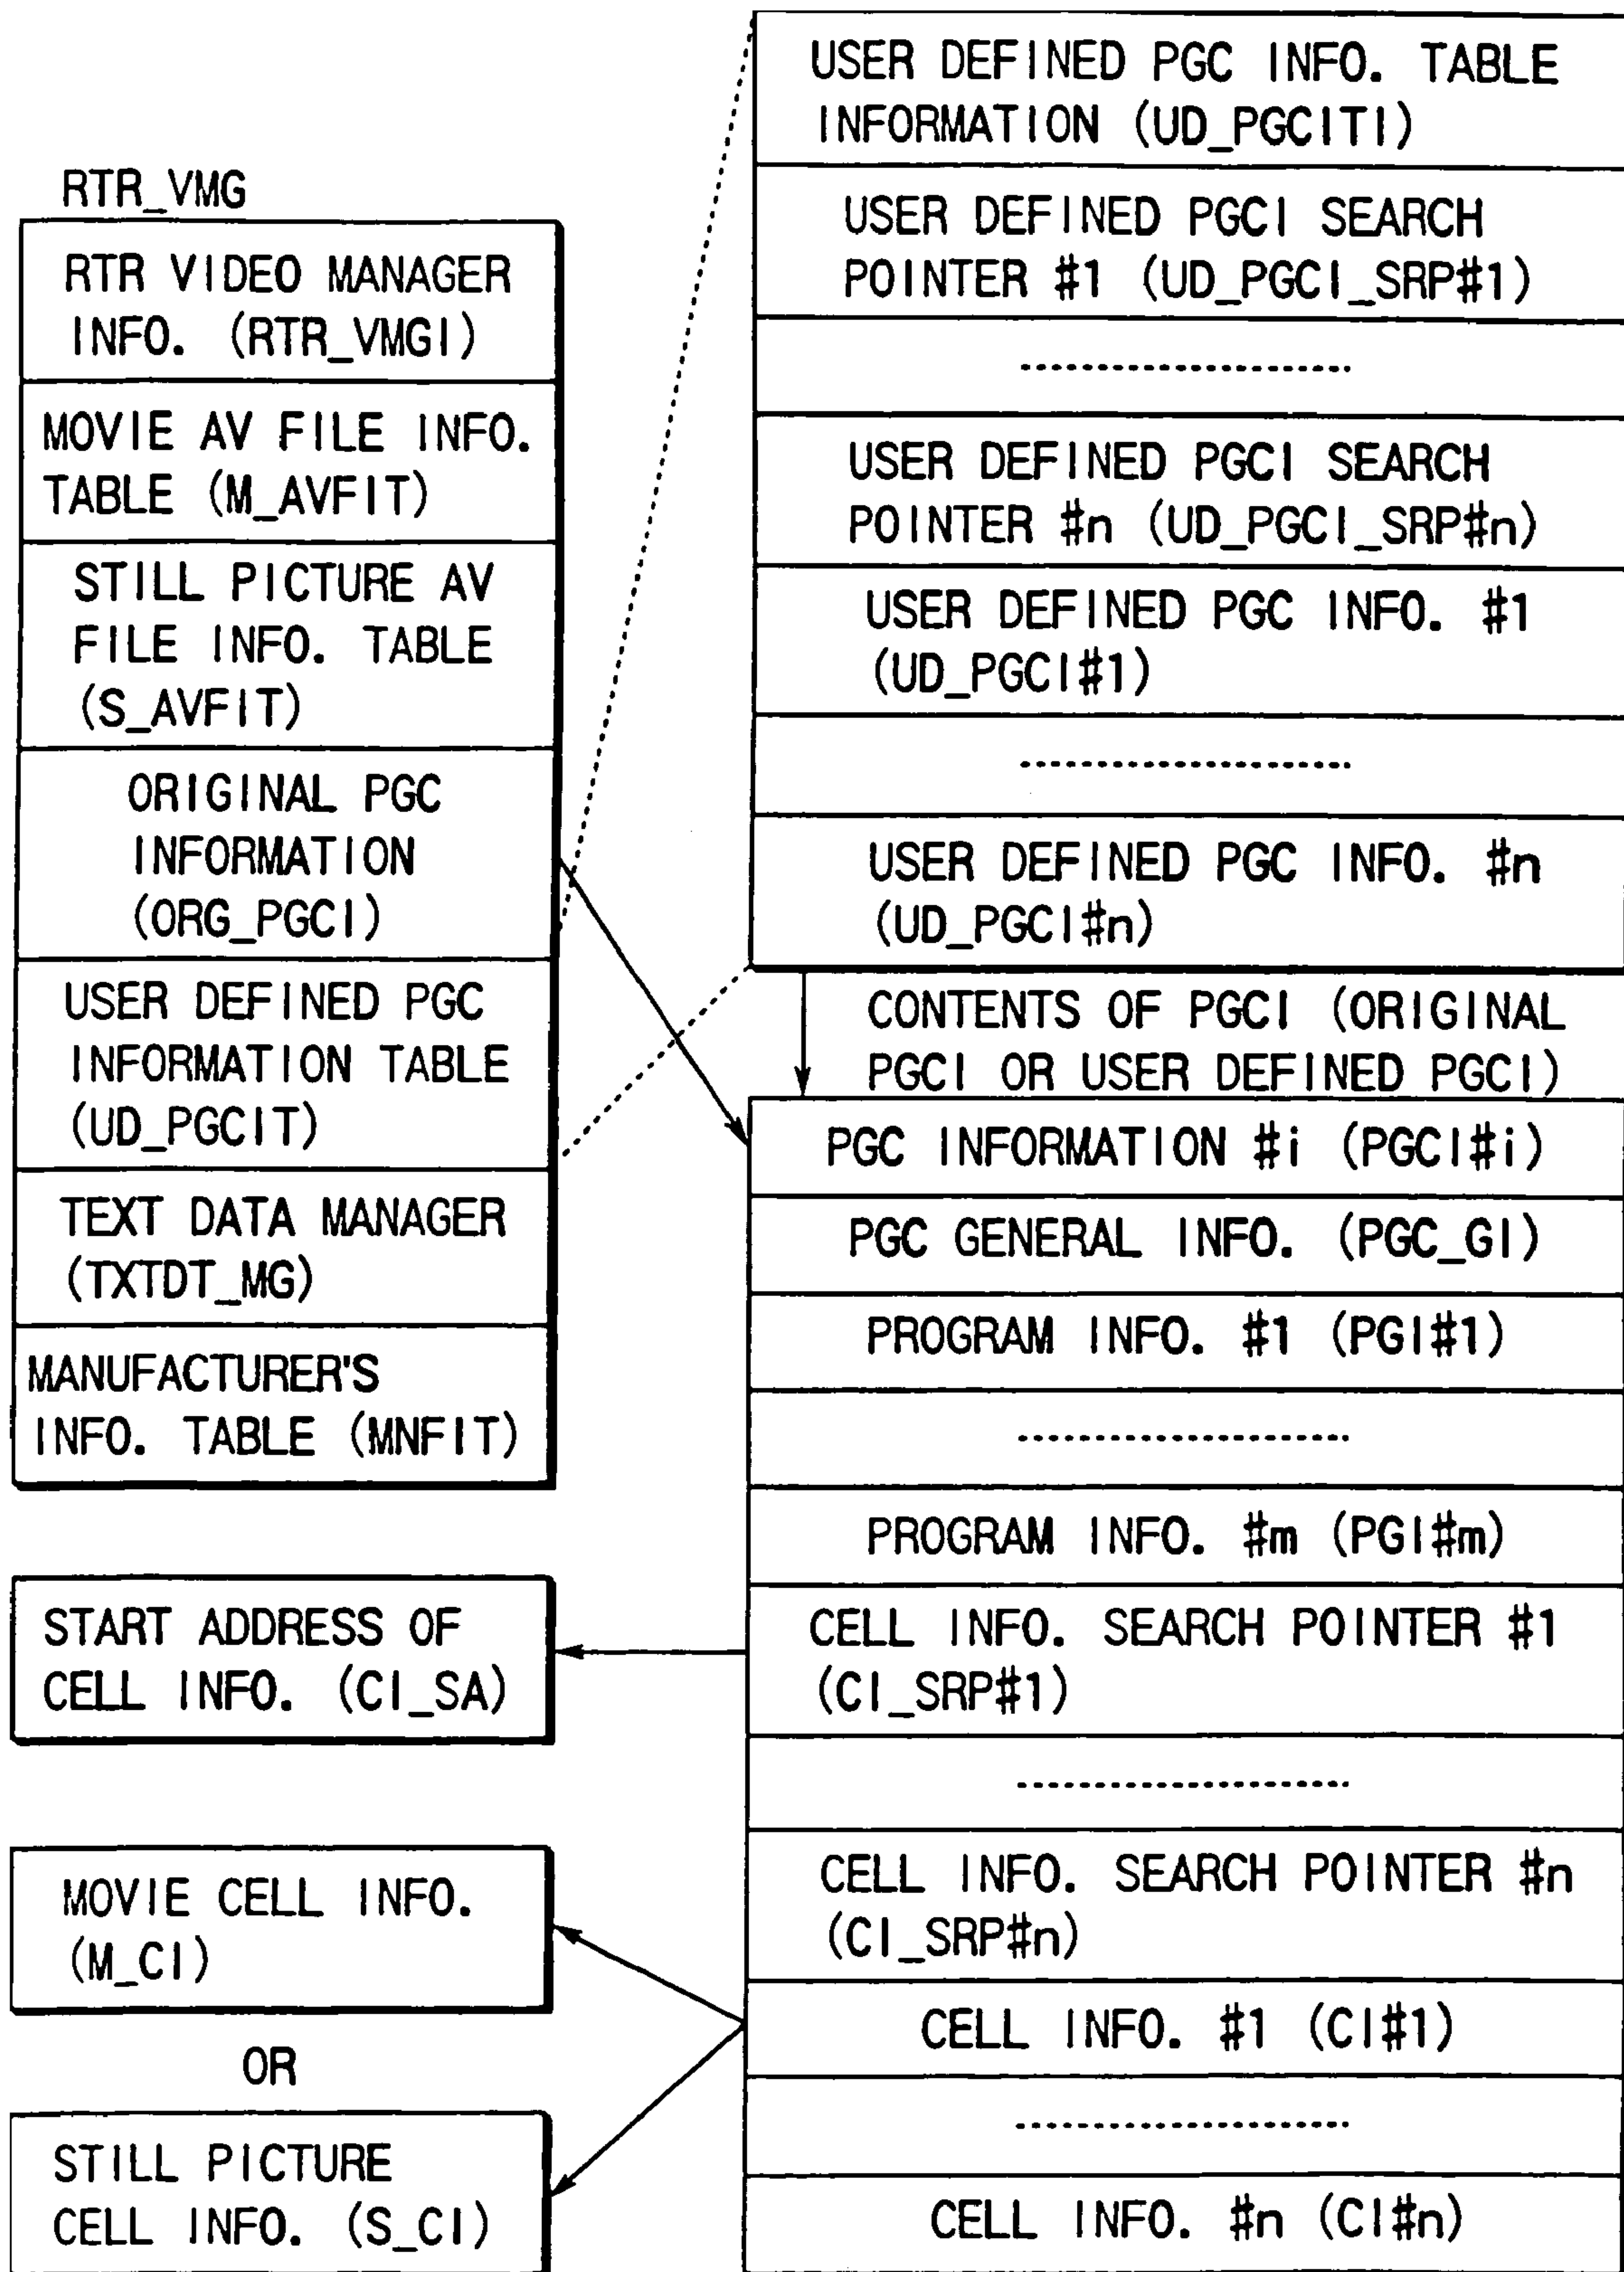 RTR_VMG
RTR VIDEO MANAGER
INFO. (RTR_VMGI)
MOVIE AV FILE INFO.
TABLE (M_AVFIT)
STILL PICTURE AV
FILE INFO. TABLE
(S_AVFIT)
ORIGINAL PGC
INFORMATION
(ORG_PGCI)
USER DEFINED PGC
INFORMATION TABLE
(UD_PGCIT)
TEXT DATA MANAGER
(TXTDT_MG)
MANUFACTURER'S
INFO. TABLE (MNFIT)
START ADDRESS OF
CELL INFO. (CI_SA)
MOVIE CELL INFO.
(M_CI)
OR
STILL PICTURE
CELL INFO. (S_CI)
USER DEFINED PGC INFO. TABLE
INFORMATION (UD_PGCITI)
USER DEFINED PGCI SEARCH
POINTER #1 (UD_PGCI_SRP#1)
......................
USER DEFINED PGCI SEARCH
POINTER #n (UD_PGCI_SRP#n)
USER DEFINED PGC INFO. #1
(UD_PGCI#1)
......................
USER DEFINED PGC INFO. #n
(UD_PGCI#n)
CONTENTS OF PGCI (ORIGINAL
PGCI OR USER DEFINED PGCI)
PGC INFORMATION #i (PGCI#i)
PGC GENERAL INFO. (PGC_GI)
PROGRAM INFO. #1 (PGI#1)
......................
PROGRAM INFO. #m (PGI#m)
CELL INFO. SEARCH POINTER #1
(CI_SRP#1)
......................
CELL INFO. SEARCH POINTER #n
(CI_SRP#n)
CELL INFO. #1 (CI#1)
......................
CELL INFO. #n (CI#n)